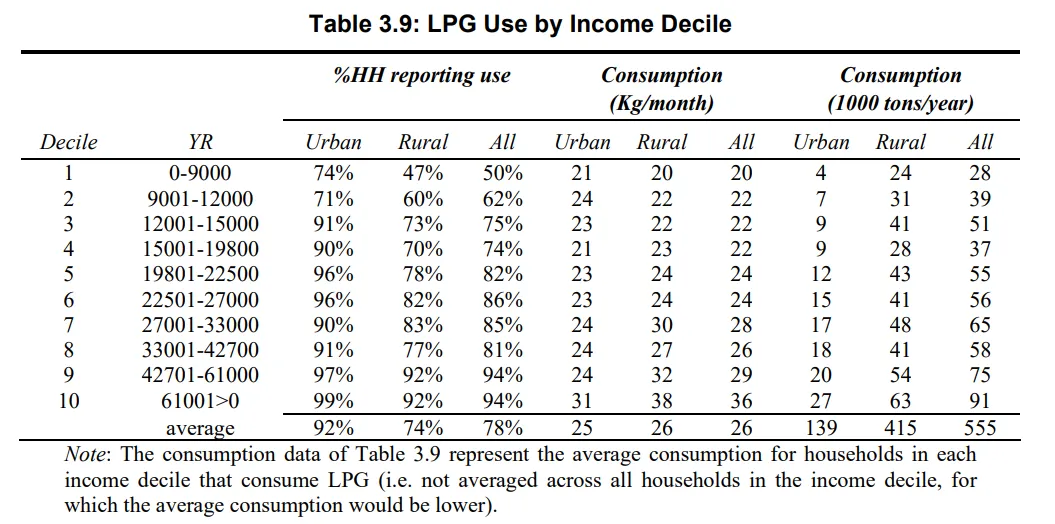 Table 3.9: LPG Use by Income Decile
%HH reporting use Consumption Consumption
(Kg/month) (1000 tons/year)
Decile YR Urban Rural All Urban Rural All Urban Rural All
1 0-9000 74% 47% 50% 21 20 20 4 24 28
2 9001-12000 71% 60% 62% 24 22 22 7 31 39
3 12001-15000 91% 73% 75% 23 22 22 9 41 51
4 15001-19800 90% 70% 74% 21 23 22 9 28 37
5 19801-22500 96% 78% 82% 23 24 24 12 43 55
6 22501-27000 96% 82% 86% 23 24 24 15 41 56
7 27001-33000 90% 83% 85% 24 30 28 17 48 65
8 33001-42700 91% 77% 81% 24 27 26 18 41 58
9 42701-61000 97% 92% 94% 24 32 29 20 54 75
10 61001>0 99% 92% 94% 31 38 36 27 63 91
average 92% 74% 78% 25 26 26 139 415 555
Note: The consumption data of Table 3.9 represent the average consumption for households in each
income decile that consume LPG (i.e. not averaged across all households in the income decile, for
which the average consumption would be lower).